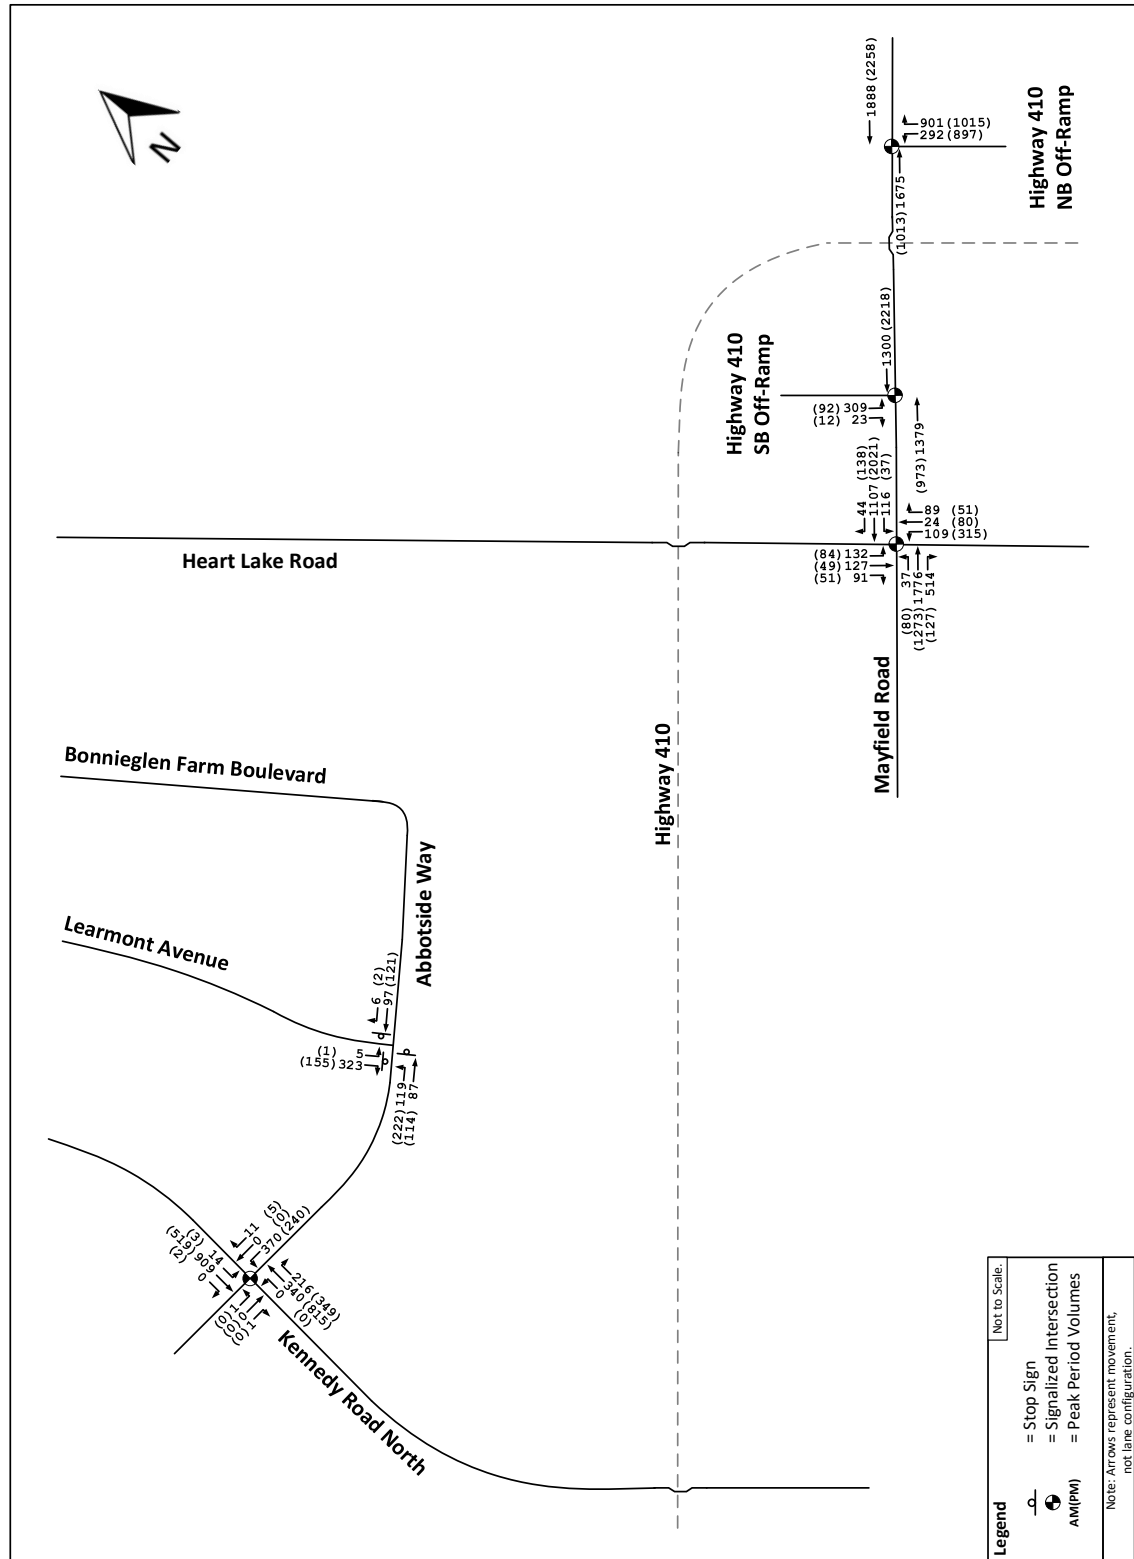 N
1888 (2258)
901 (1015)
292 (897)
Highway 410
NB Off-Ramp
(1013) 1675
1300 (2218)
Highway 410
SB Off-Ramp
(92) 309
(12) 23
(973) 1379
44 (138)
1107 (2021)
116 (37)
89 (51)
24 (80)
109 (315)
Heart Lake Road
(84) 132
(49) 127
(51) 91
(80) 37
(1273) 1776
(127) 514
Mayfield Road
Highway 410
Bonnieglen Farm Boulevard
Abbotside Way
Learmont Avenue
6 (2)
97 (121)
(1) 5
(155) 323
(222) 119
(114) 87
11 (5)
0 (0)
370 (240)
(3) 14
(519) 909
(2) 0
216 (349)
340 (815)
0 (0)
(0) 1
(0) 0
(0) 1
Kennedy Road North
Legend
Not to Scale.
= Stop Sign
= Signalized Intersection
AM(PM) = Peak Period Volumes
Note: Arrows represent movement,
not lane configuration.